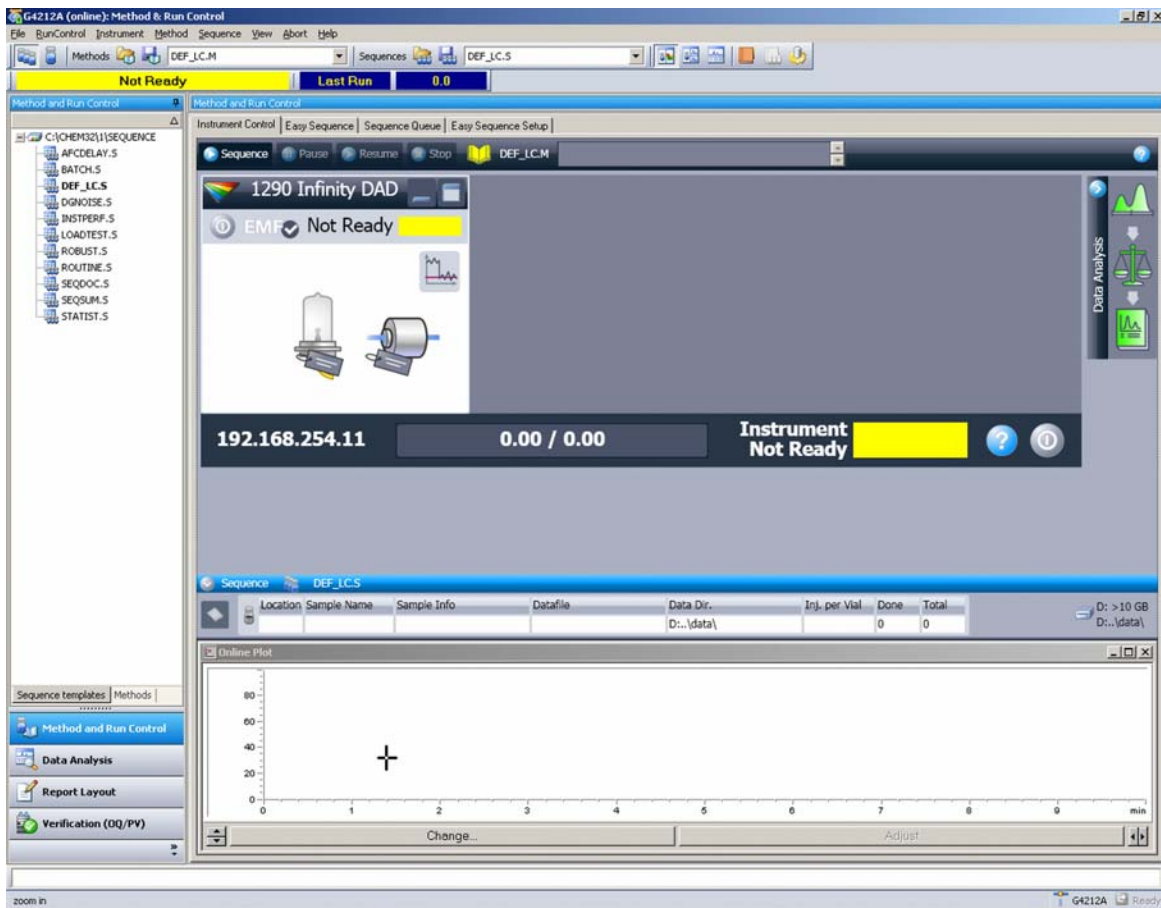 G4212A (online): Method & Run Control
File RunControl Instrument Method Sequence View Abort Help
Methods DEF_LC.M Sequences DEF_LC.S
Not Ready Last Run 0.0
Method and Run Control
C:\CHEM32\1\SEQUENCE
AFCDELAY.S
BATCH.S
DEF_LC.S
DGNOISE.S
INSTPERF.S
LOADTEST.S
ROBUST.S
ROUTINE.S
SEQDOC.S
SEQSUM.S
STATIST.S
Sequence templates Methods
Method and Run Control
Data Analysis
Report Layout
Verification (OQ/PV)
Method and Run Control
Instrument Control Easy Sequence Sequence Queue Easy Sequence Setup
Sequence Pause Resume Stop DEF_LC.M
1290 Infinity DAD
EMF Not Ready
Data Analysis
192.168.254.11 0.00 / 0.00 Instrument
Not Ready
Sequence DEF_LC.S
Location Sample Name Sample Info Datafile Data Dir. Inj. per Vial Done Total D: >10 GB
D:..\data\ 0 0 D:..\data\
Online Plot
80
60
40
20
0
0 1 2 3 4 5 6 7 8 9 min
Change... Adjust
zoom in G4212A Ready